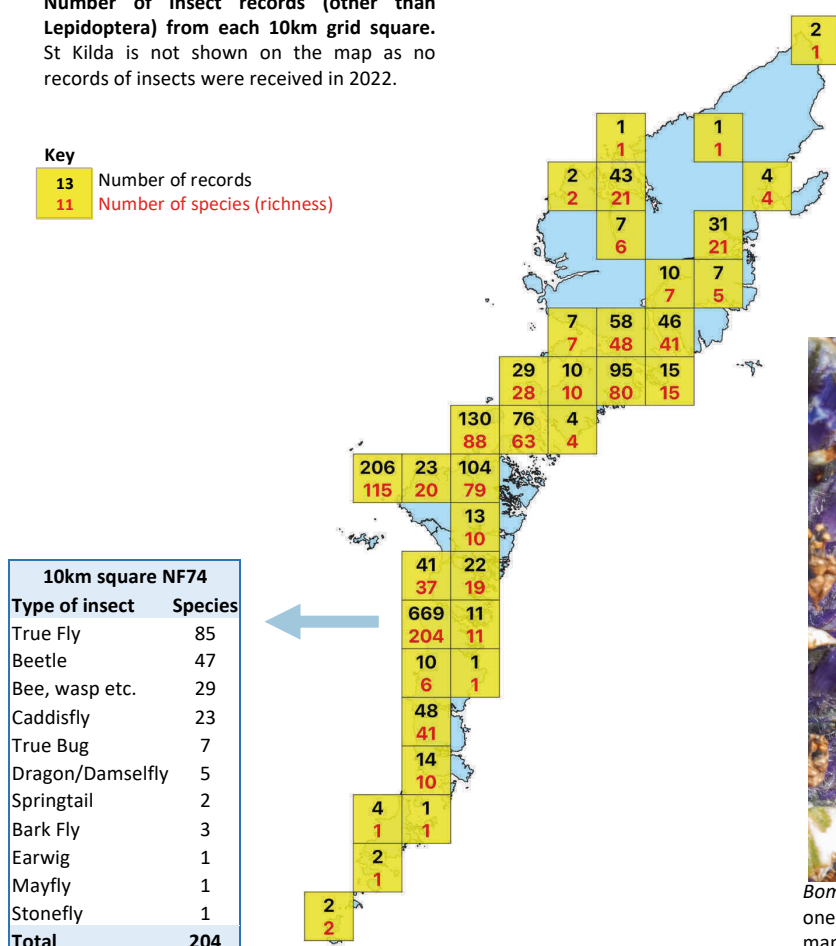 Number of insect records (other than
Lepidoptera) from each 10km grid square.
St Kilda is not shown on the map as no
records of insects were received in 2022.
Key
13 Number of records
11 Number of species (richness)
2
1
1 1
1 1
2 43 4
2 21 4
7 31
6 21
10 7
7 5
7 58 46
7 48 41
29 10 95 15
28 10 80 15
130 76 4
88 63 4
206 23 104
115 20 79
13
10
41 22
37 19
669 11
204 11
10 1
6 1
48
41
14
10
4 1
1 1
2
1
2
2
10km square NF74
Type of insect Species
True Fly 85
Beetle 47
Bee, wasp etc. 29
Caddisfly 23
True Bug 7
Dragon/Damselfly 5
Springtail 2
Bark Fly 3
Earwig 1
Mayfly 1
Stonefly 1
Total 204
one